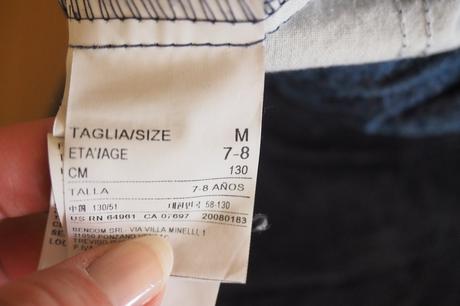 TAGLIA/SIZE M
ETA'/AGE 7-8
CM 130
TALLA 7-8 AÑOS
中国 130/51 대한민국 58-130
US RN 64961 CA 07697 20080183
BENCOM SRL - VIA VILLA MINELLI, 1
31050 PONZANO VENETO
TREVISO
P.IVA